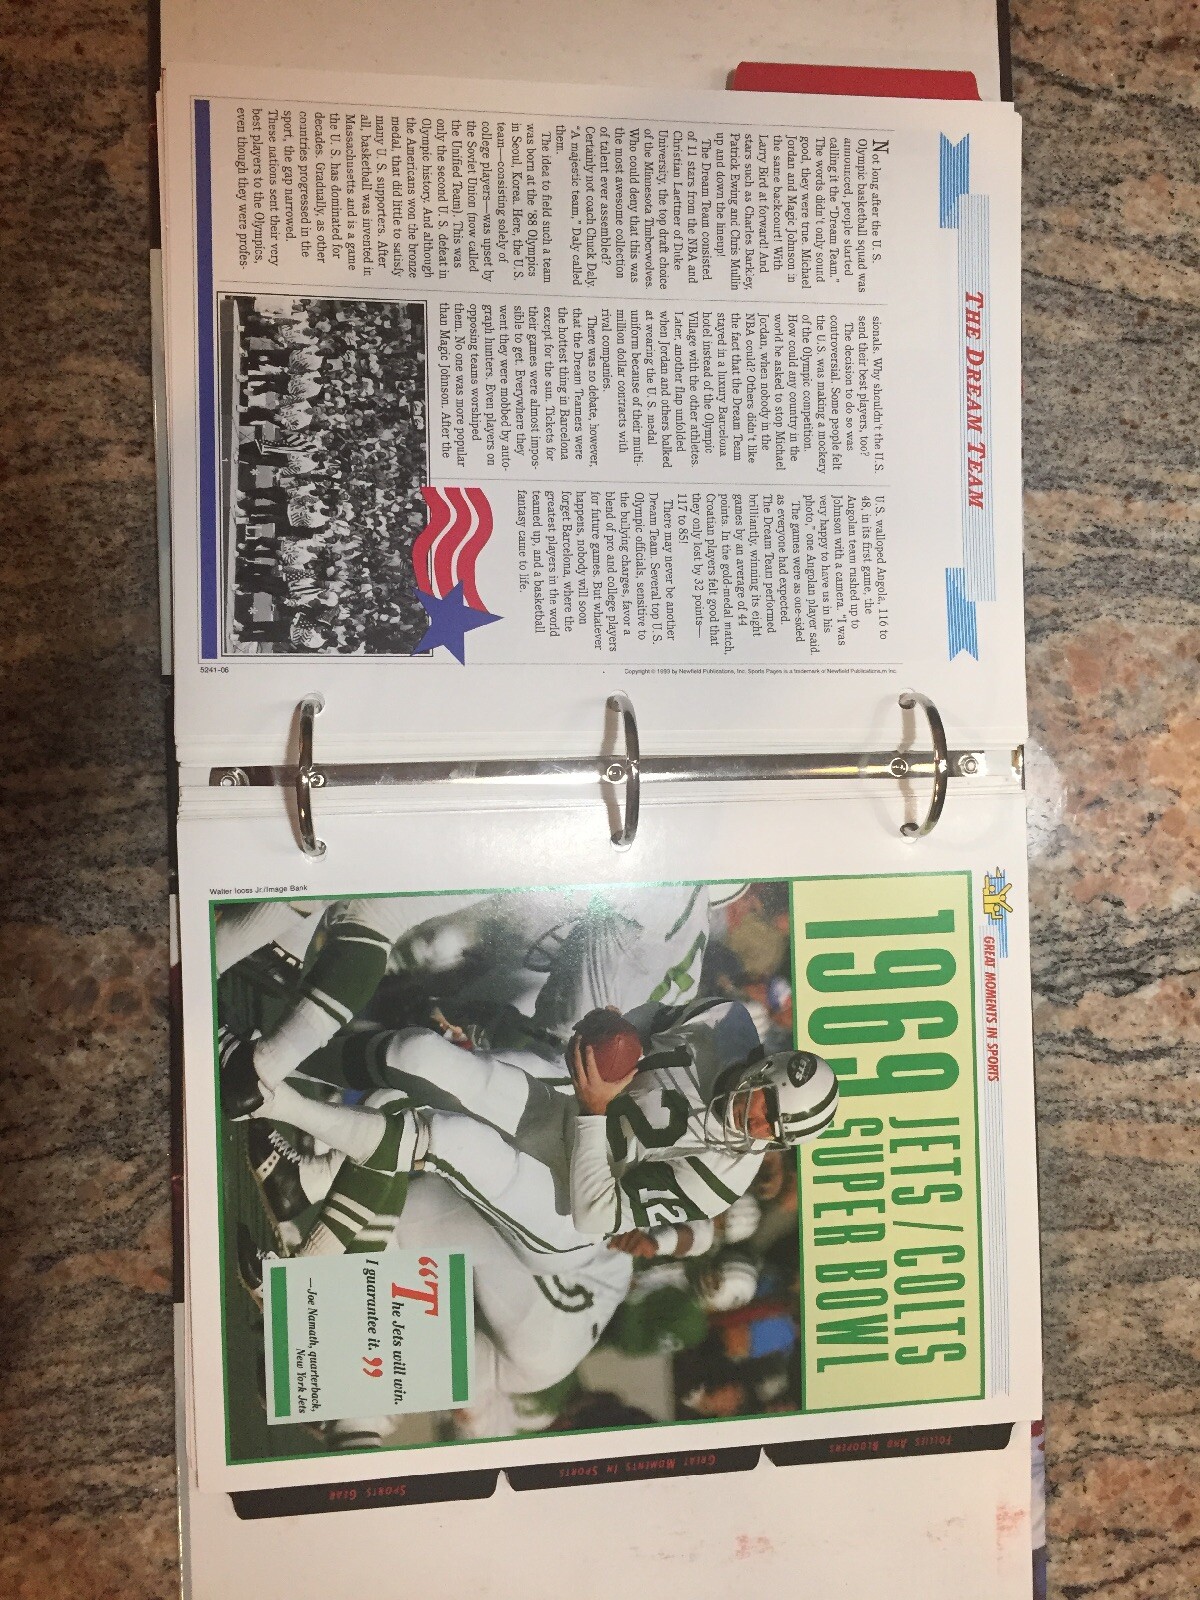 THE DREAM TEAM
Not long after the U. S.
Olympic basketball squad was
announced, people started
calling it the "Dream Team."
The words didn't only sound
good, they were true. Michael
Jordan and Magic Johnson in
the same backcourt! With
Larry Bird at forward! And
stars such as Charles Barkley,
Patrick Ewing and Chris Mullin
up and down the lineup!
The Dream Team consisted
of 11 stars from the NBA and
Christian Laettner of Duke
University, the top draft choice
of the Minnesota Timberwolves.
Who could deny that this was
the most awesome collection
of talent ever assembled?
Certainly not coach Chuck Daly.
"A majestic team," Daly called
them.
The idea to field such a team
was born at the '88 Olympics
in Seoul, Korea. Here, the U.S.
team—consisting solely of
college players—was upset by
the Soviet Union (now called
the Unified Team). This was
only the second U. S. defeat in
Olympic history. And although
the Americans won the bronze
medal, that did little to satisfy
many U. S. supporters. After
all, basketball was invented in
Massachusetts and is a game
the U. S. has dominated for
decades. Gradually, as other
countries progressed in the
sport, the gap narrowed.
These nations sent their very
best players to the Olympics,
even though they were profes-
sionals. Why shouldn't the U.S.
send their best players, too?
The decision to do so was
controversial. Some people felt
the U.S. was making a mockery
of the Olympic competition.
How could any country in the
world be asked to stop Michael
Jordan, when nobody in the
NBA could? Others didn't like
the fact that the Dream Team
stayed in a luxury Barcelona
hotel instead of the Olympic
Village with the other athletes.
Later, another flap unfolded
when Jordan and others balked
at wearing the U. S. medal
uniform because of their multi-
million dollar contracts with
rival companies.
There was no debate, however,
that the Dream Teamers were
the hottest thing in Barcelona
except for the sun. Tickets for
their games were almost impos-
sible to get. Everywhere they
went they were mobbed by auto-
graph hunters. Even players on
opposing teams worshiped
them. No one was more popular
than Magic Johnson. After the
U.S. walloped Angola, 116 to
48, in its first game, the
Angolan team rushed up to
Johnson with a camera. "I was
very happy to have us in his
photo," one Angolan player said.
The games were as one-sided
as everyone had expected.
The Dream Team performed
brilliantly, winning its eight
games by an average of 44
points. In the gold-medal match,
Croatian players felt good that
they only lost by 32 points—
117 to 85!
There may never be another
Dream Team. Several top U.S.
Olympic officials, sensitive to
the bullying charges, favor a
blend of pro and college players
for future games. But whatever
happens, nobody will soon
forget Barcelona, where the
greatest players in the world
teamed up, and a basketball
fantasy came to life.
5241-06
Copyright © 1993 by Newfield Publications, Inc. Sports Pages is a trademark of Newfield Publications, Inc.
GREAT MOMENTS IN SPORTS
1969 JETS/COLTS
1969 SUPER BOWL
JETS
12
12
"The Jets will win.
I guarantee it."
—Joe Namath, quarterback,
New York Jets
Walter Iooss Jr./Image Bank
FOLLIES AND BLOOPERS
GREAT MOMENTS IN SPORTS
SPORTS GEAR